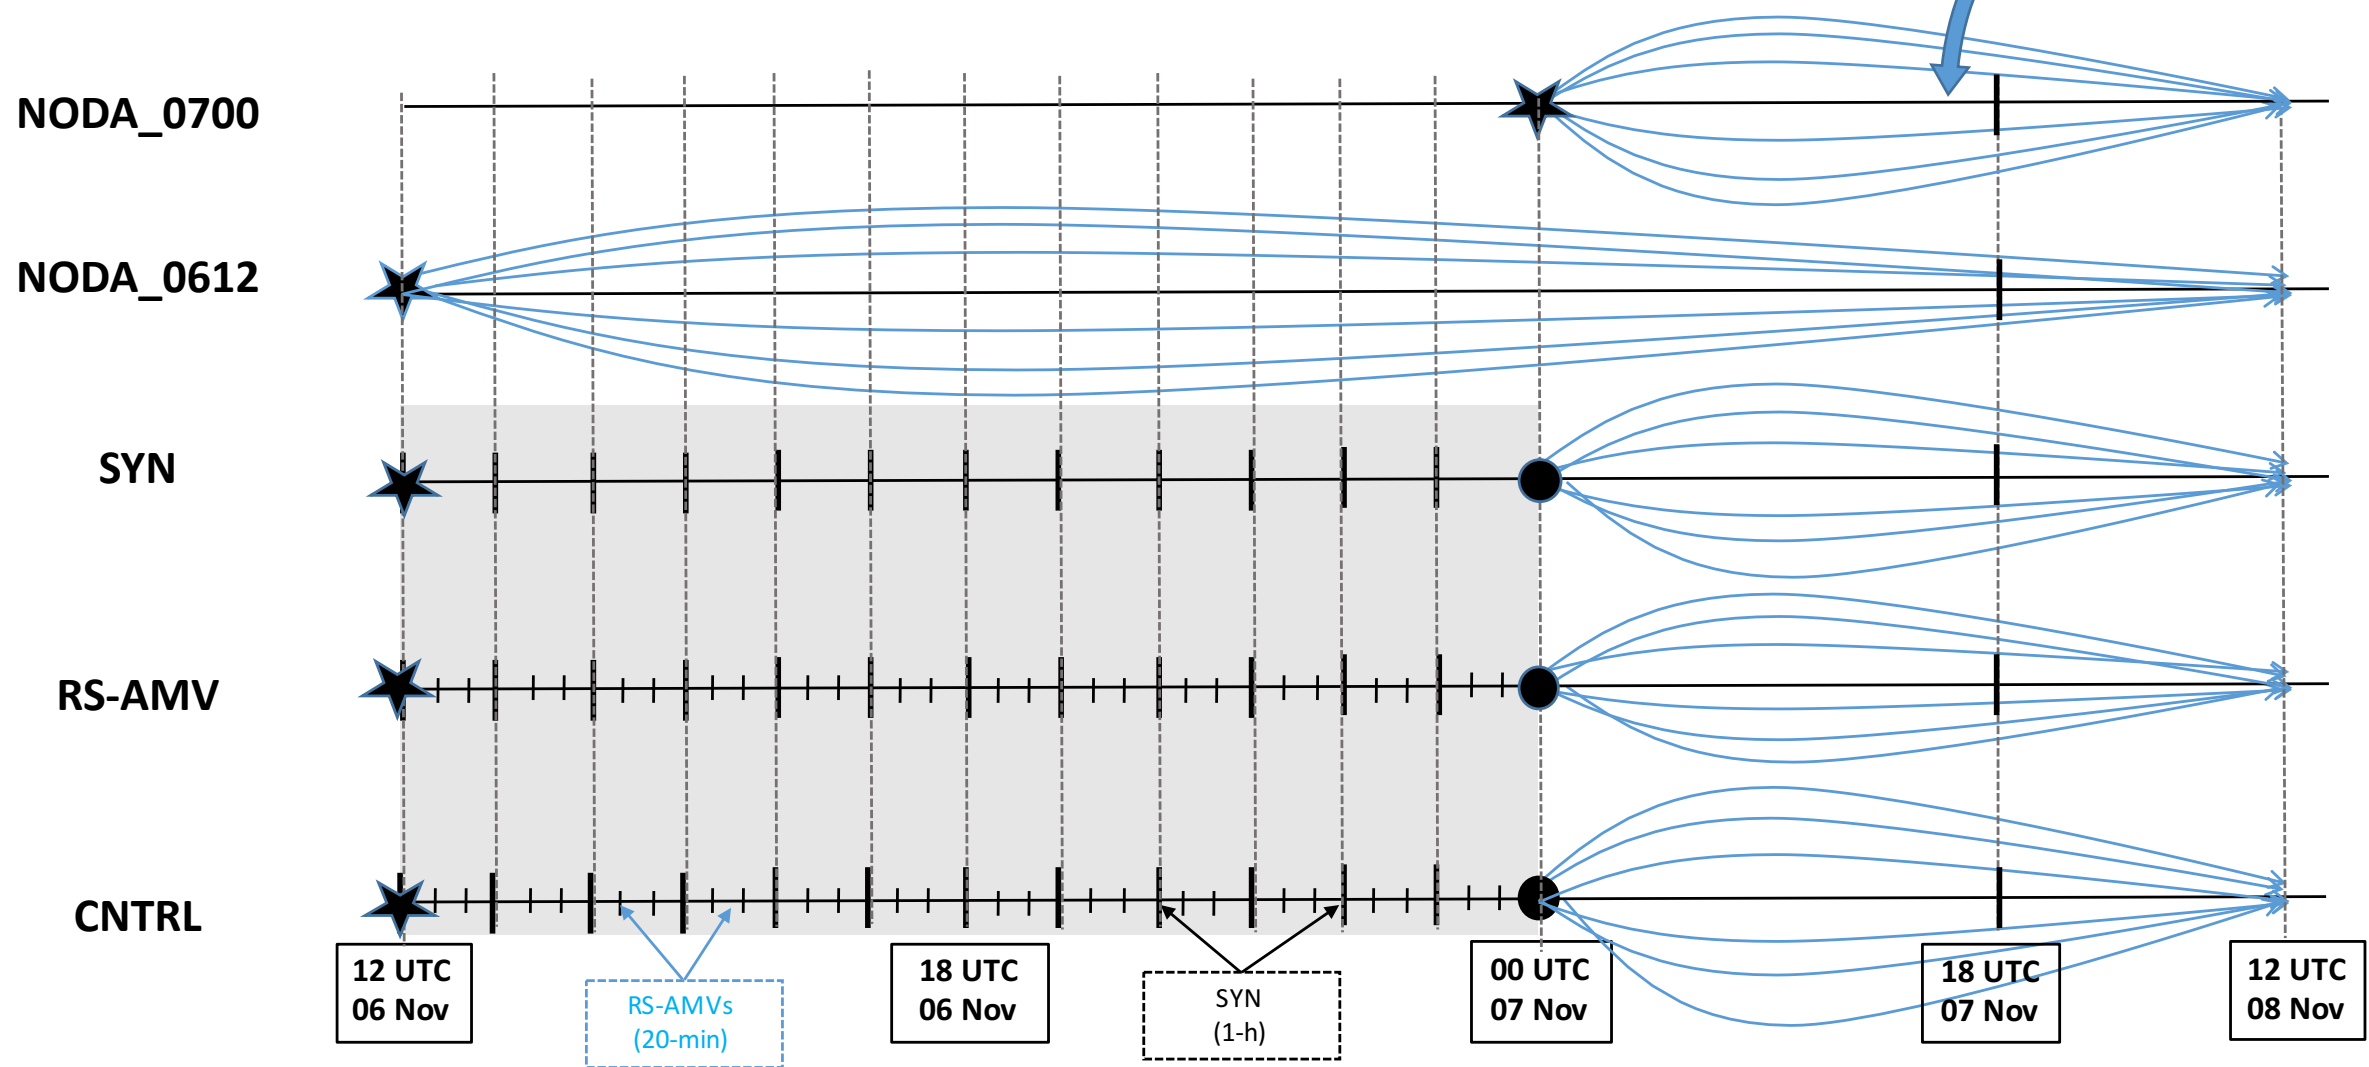 NODA_0700
NODA_0612
SYN
RS-AMV
CNTRL
12 UTC
06 Nov
RS-AMVs
(20-min)
18 UTC
06 Nov
SYN
(1-h)
00 UTC
07 Nov
18 UTC
07 Nov
12 UTC
08 Nov